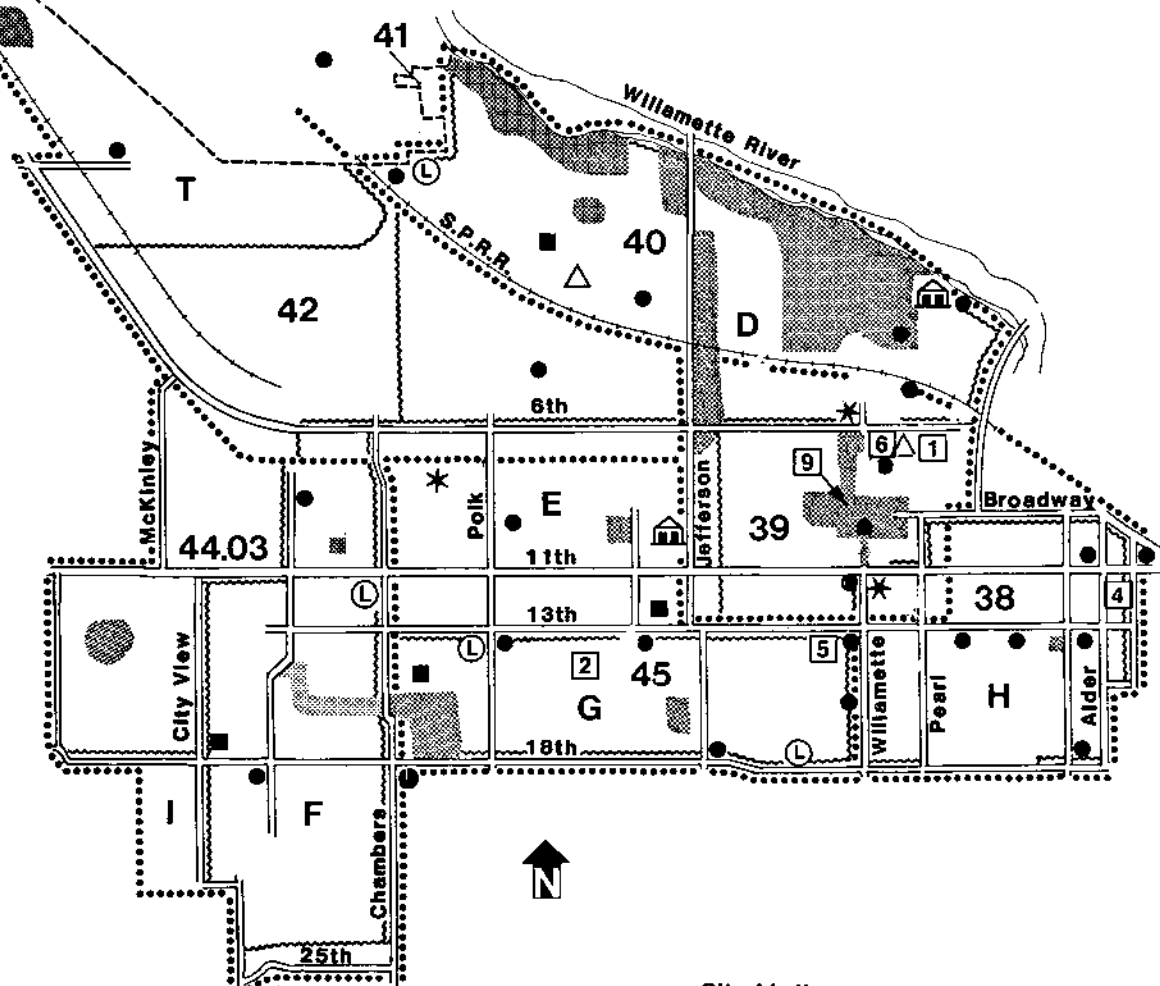 41
Willamette River
T
L
S.P.R.R.
40
42
D
6th
6
1
9
McKinley
Polk
E
Jefferson
39
Broadway
44.03
11th
L
13th
38
4
City View
L
2
45
5
Willamette
Pearl
H
Alder
G
18th
L
I
F
Chambers
N
25th